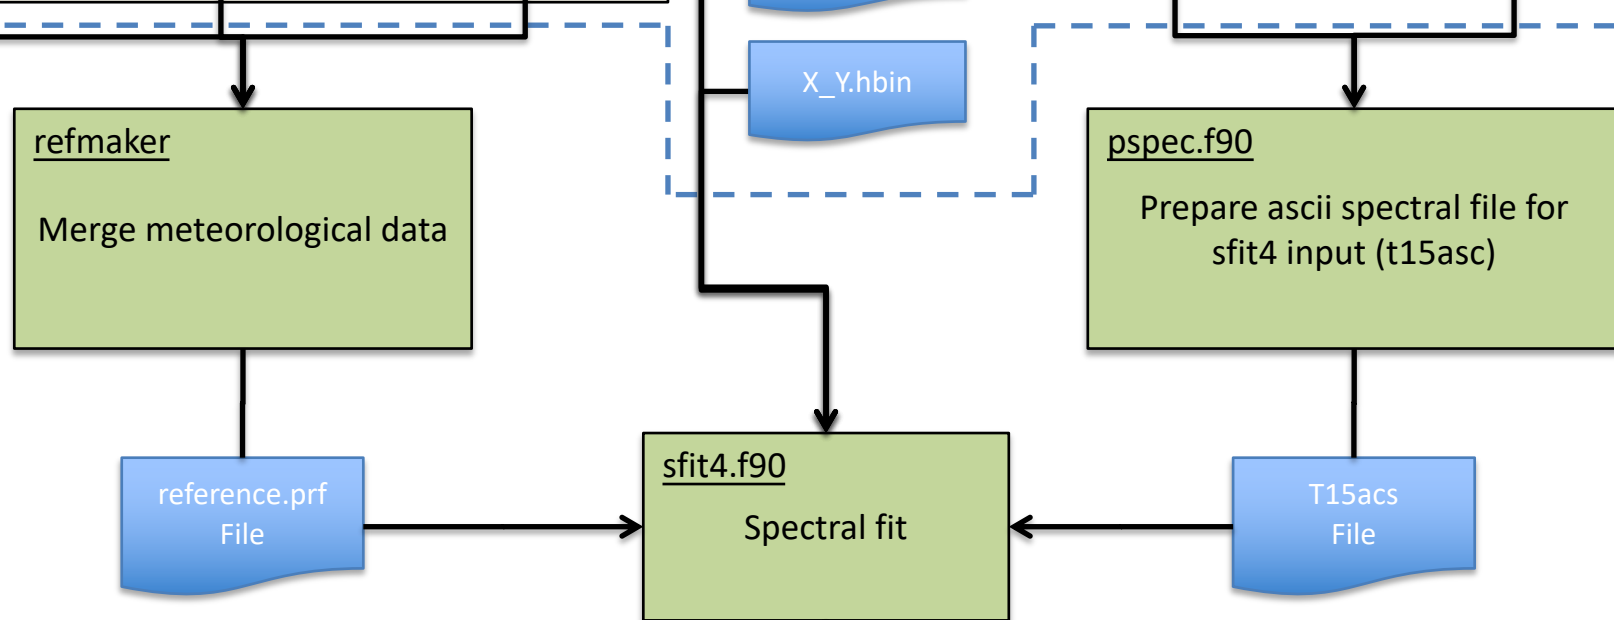 X_Y.hbin
refmaker
Merge meteorological data
pspec.f90
Prepare ascii spectral file for
sfit4 input (t15asc)
reference.prf
File
sfit4.f90
Spectral fit
T15acs
File